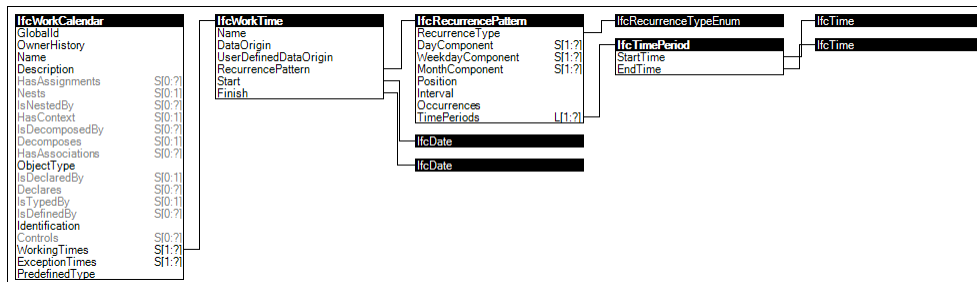 IfcWorkCalendar
GlobalId
OwnerHistory
Name
Description
HasAssignments S[0:?]
Nests S[0:1]
IsNestedBy S[0:?]
HasContext S[0:1]
IsDecomposedBy S[0:?]
Decomposes S[0:1]
HasAssociations S[0:?]
ObjectType
IsDeclaredBy S[0:1]
Declares S[0:?]
IsTypedBy S[0:1]
IsDefinedBy S[0:?]
Identification
Controls S[0:?]
WorkingTimes S[1:?]
ExceptionTimes S[1:?]
PredefinedType
IfcWorkTime
Name
DataOrigin
UserDefinedDataOrigin
RecurrencePattern
Start
Finish
IfcRecurrencePattern
RecurrenceType
DayComponent S[1:?]
WeekdayComponent S[1:?]
MonthComponent S[1:?]
Position
Interval
Occurrences
TimePeriods L[1:?]
IfcDate
IfcDate
IfcRecurrenceTypeEnum
IfcTimePeriod
StartTime
EndTime
IfcTime
IfcTime